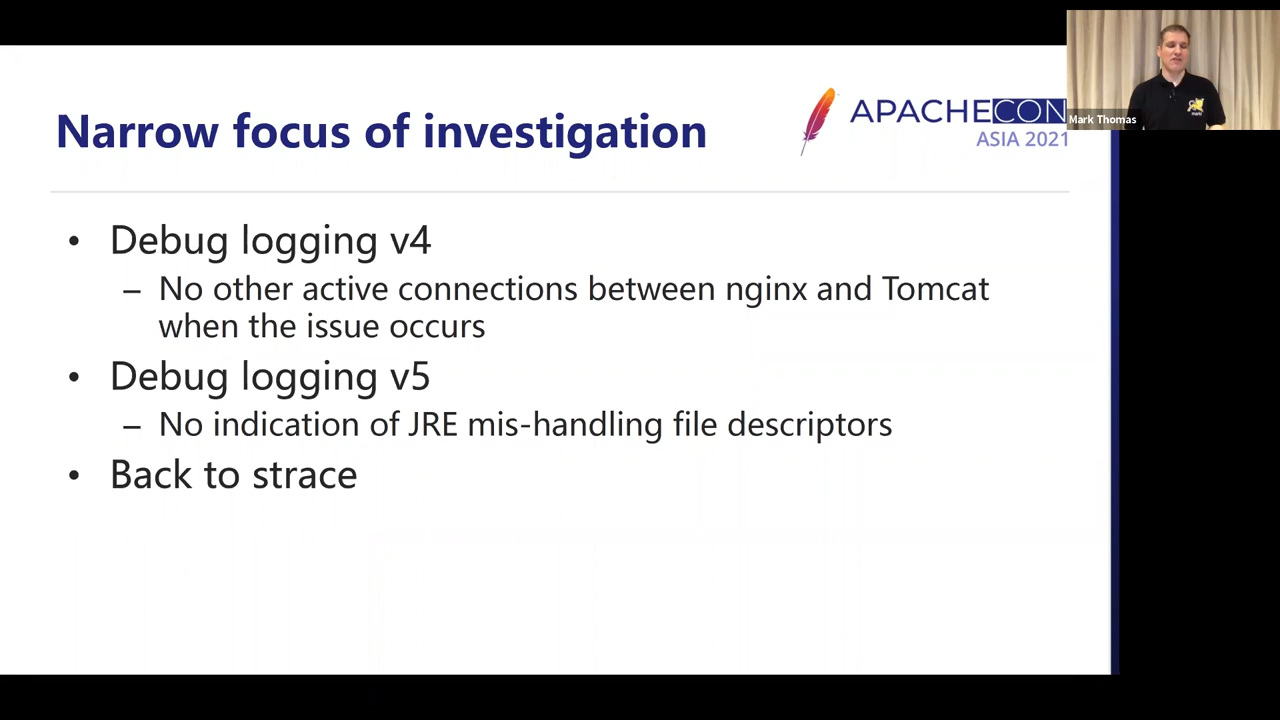 APACHECON
ASIA 2021
Mark Thomas
Narrow focus of investigation
• Debug logging v4
– No other active connections between nginx and Tomcat
when the issue occurs
• Debug logging v5
– No indication of JRE mis-handling file descriptors
• Back to strace